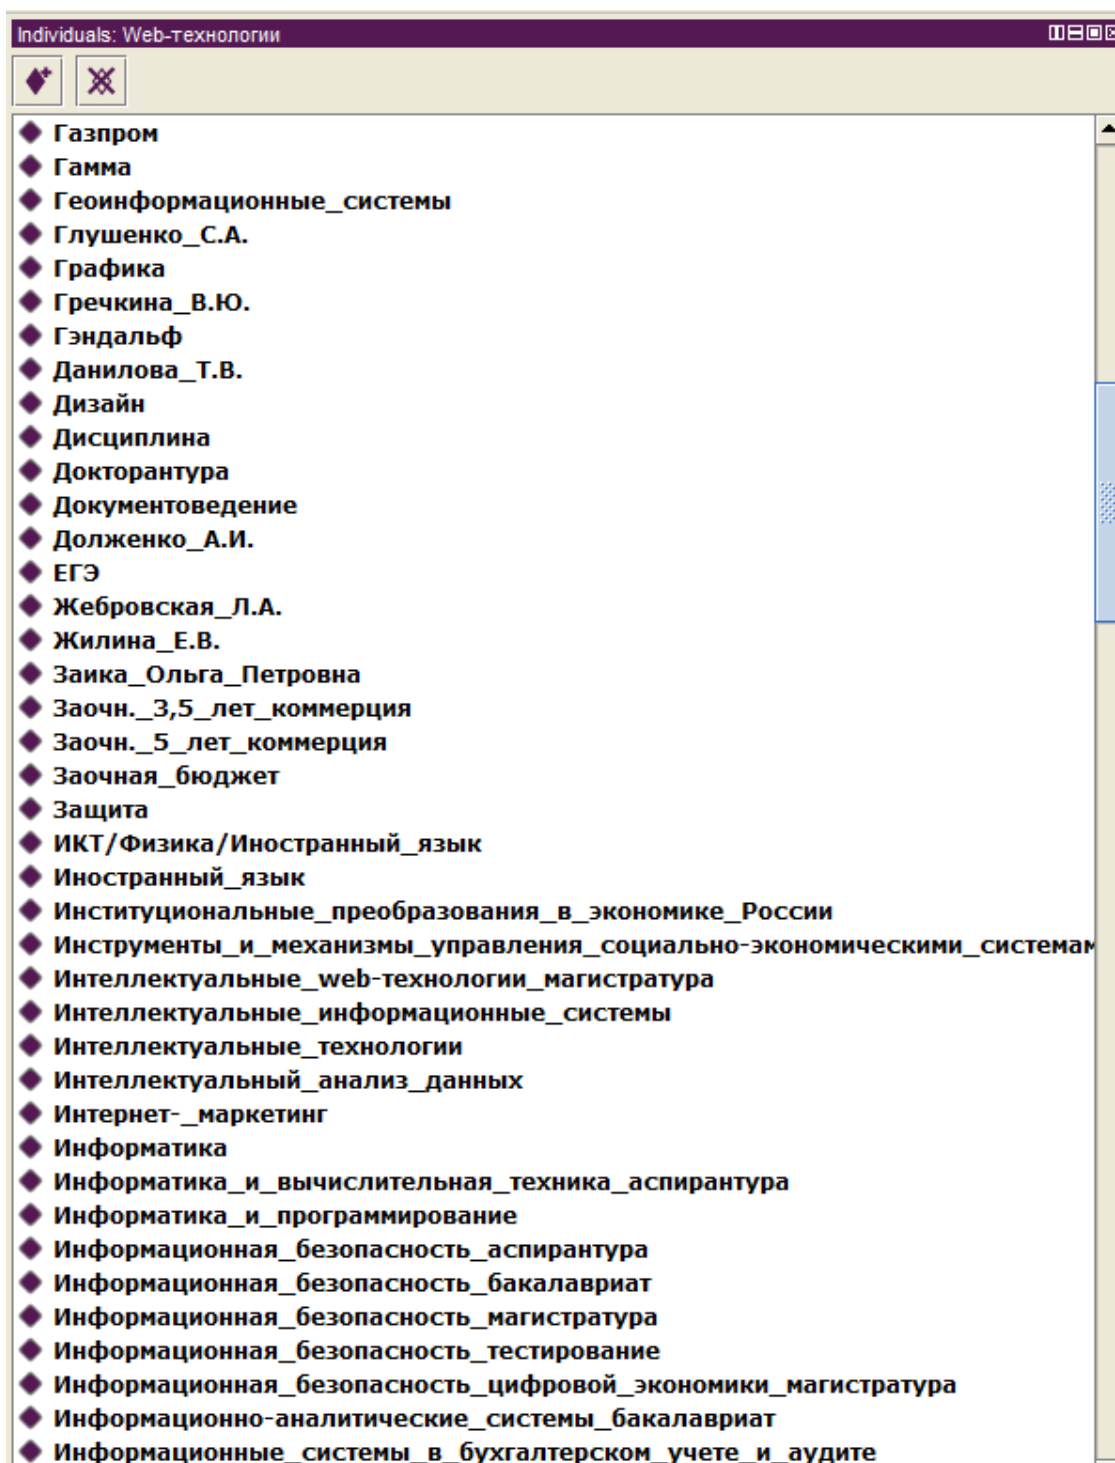 Individuals: Web-технологии
Газпром
Гамма
Геоинформационные_системы
Глушенко_С.А.
Графика
Гречкина_В.Ю.
Гэндальф
Данилова_Т.В.
Дизайн
Дисциплина
Докторантура
Документоведение
Долженко_А.И.
ЕГЭ
Жебровская_Л.А.
Жилина_Е.В.
Заика_Ольга_Петровна
Заочн._3,5_лет_коммерция
Заочн._5_лет_коммерция
Заочная_бюджет
Защита
ИКТ/Физика/Иностранный_язык
Иностранный_язык
Институциональные_преобразования_в_экономике_России
Инструменты_и_механизмы_управления_социально-экономическими_системам
Интеллектуальные_web-технологии_магистратура
Интеллектуальные_информационные_системы
Интеллектуальные_технологии
Интеллектуальный_анализ_данных
Интернет-_маркетинг
Информатика
Информатика_и_вычислительная_техника_аспирантура
Информатика_и_программирование
Информационная_безопасность_аспирантура
Информационная_безопасность_бакалавриат
Информационная_безопасность_магистратура
Информационная_безопасность_тестирование
Информационная_безопасность_цифровой_экономики_магистратура
Информационно-аналитические_системы_бакалавриат
Информационные_системы_в_бухгалтерском_учете_и_аудите